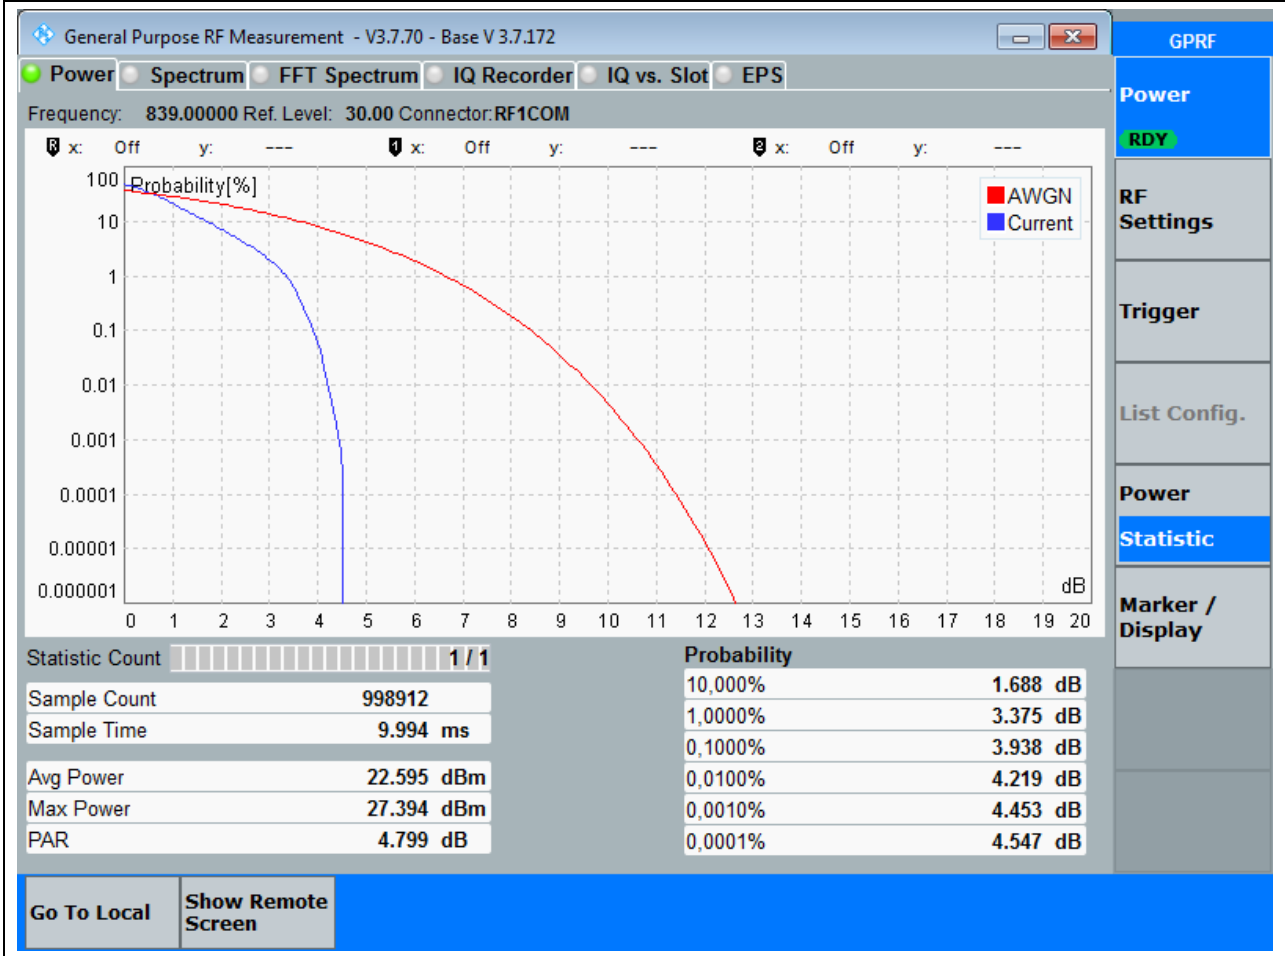 General Purpose RF Measurement - V3.7.70 - Base V 3.7.172
GPRF
Power Spectrum FFT Spectrum IQ Recorder IQ vs. Slot EPS
Frequency: 839.00000 Ref. Level: 30.00 Connector:RF1COM
R x: Off y: --- 1 x: Off y: --- 2 x: Off y: ---
Probability[%]
AWGN
Current
100
10
1
0.1
0.01
0.001
0.0001
0.00001
0.000001
dB
0 1 2 3 4 5 6 7 8 9 10 11 12 13 14 15 16 17 18 19 20
Statistic Count 1 / 1
Sample Count 998912
Sample Time 9.994 ms
Avg Power 22.595 dBm
Max Power 27.394 dBm
PAR 4.799 dB
Probability
10,000% 1.688 dB
1,0000% 3.375 dB
0,1000% 3.938 dB
0,0100% 4.219 dB
0,0010% 4.453 dB
0,0001% 4.547 dB
Power
RDY
RF
Settings
Trigger
List Config.
Power
Statistic
Marker /
Display
Go To Local
Show Remote
Screen